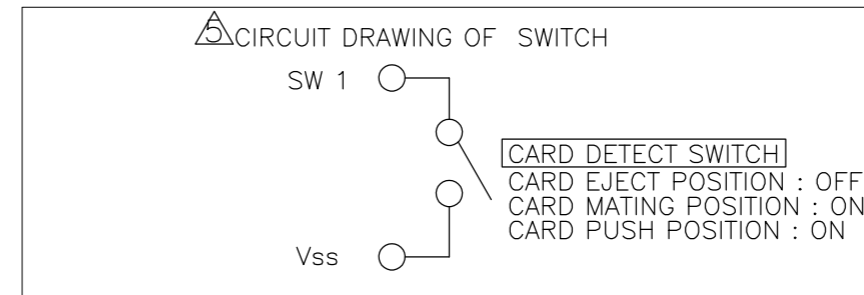 5 CIRCUIT DRAWING OF SWITCH
SW 1
CARD DETECT SWITCH
CARD EJECT POSITION : OFF
CARD MATING POSITION : ON
CARD PUSH POSITION : ON
Vss